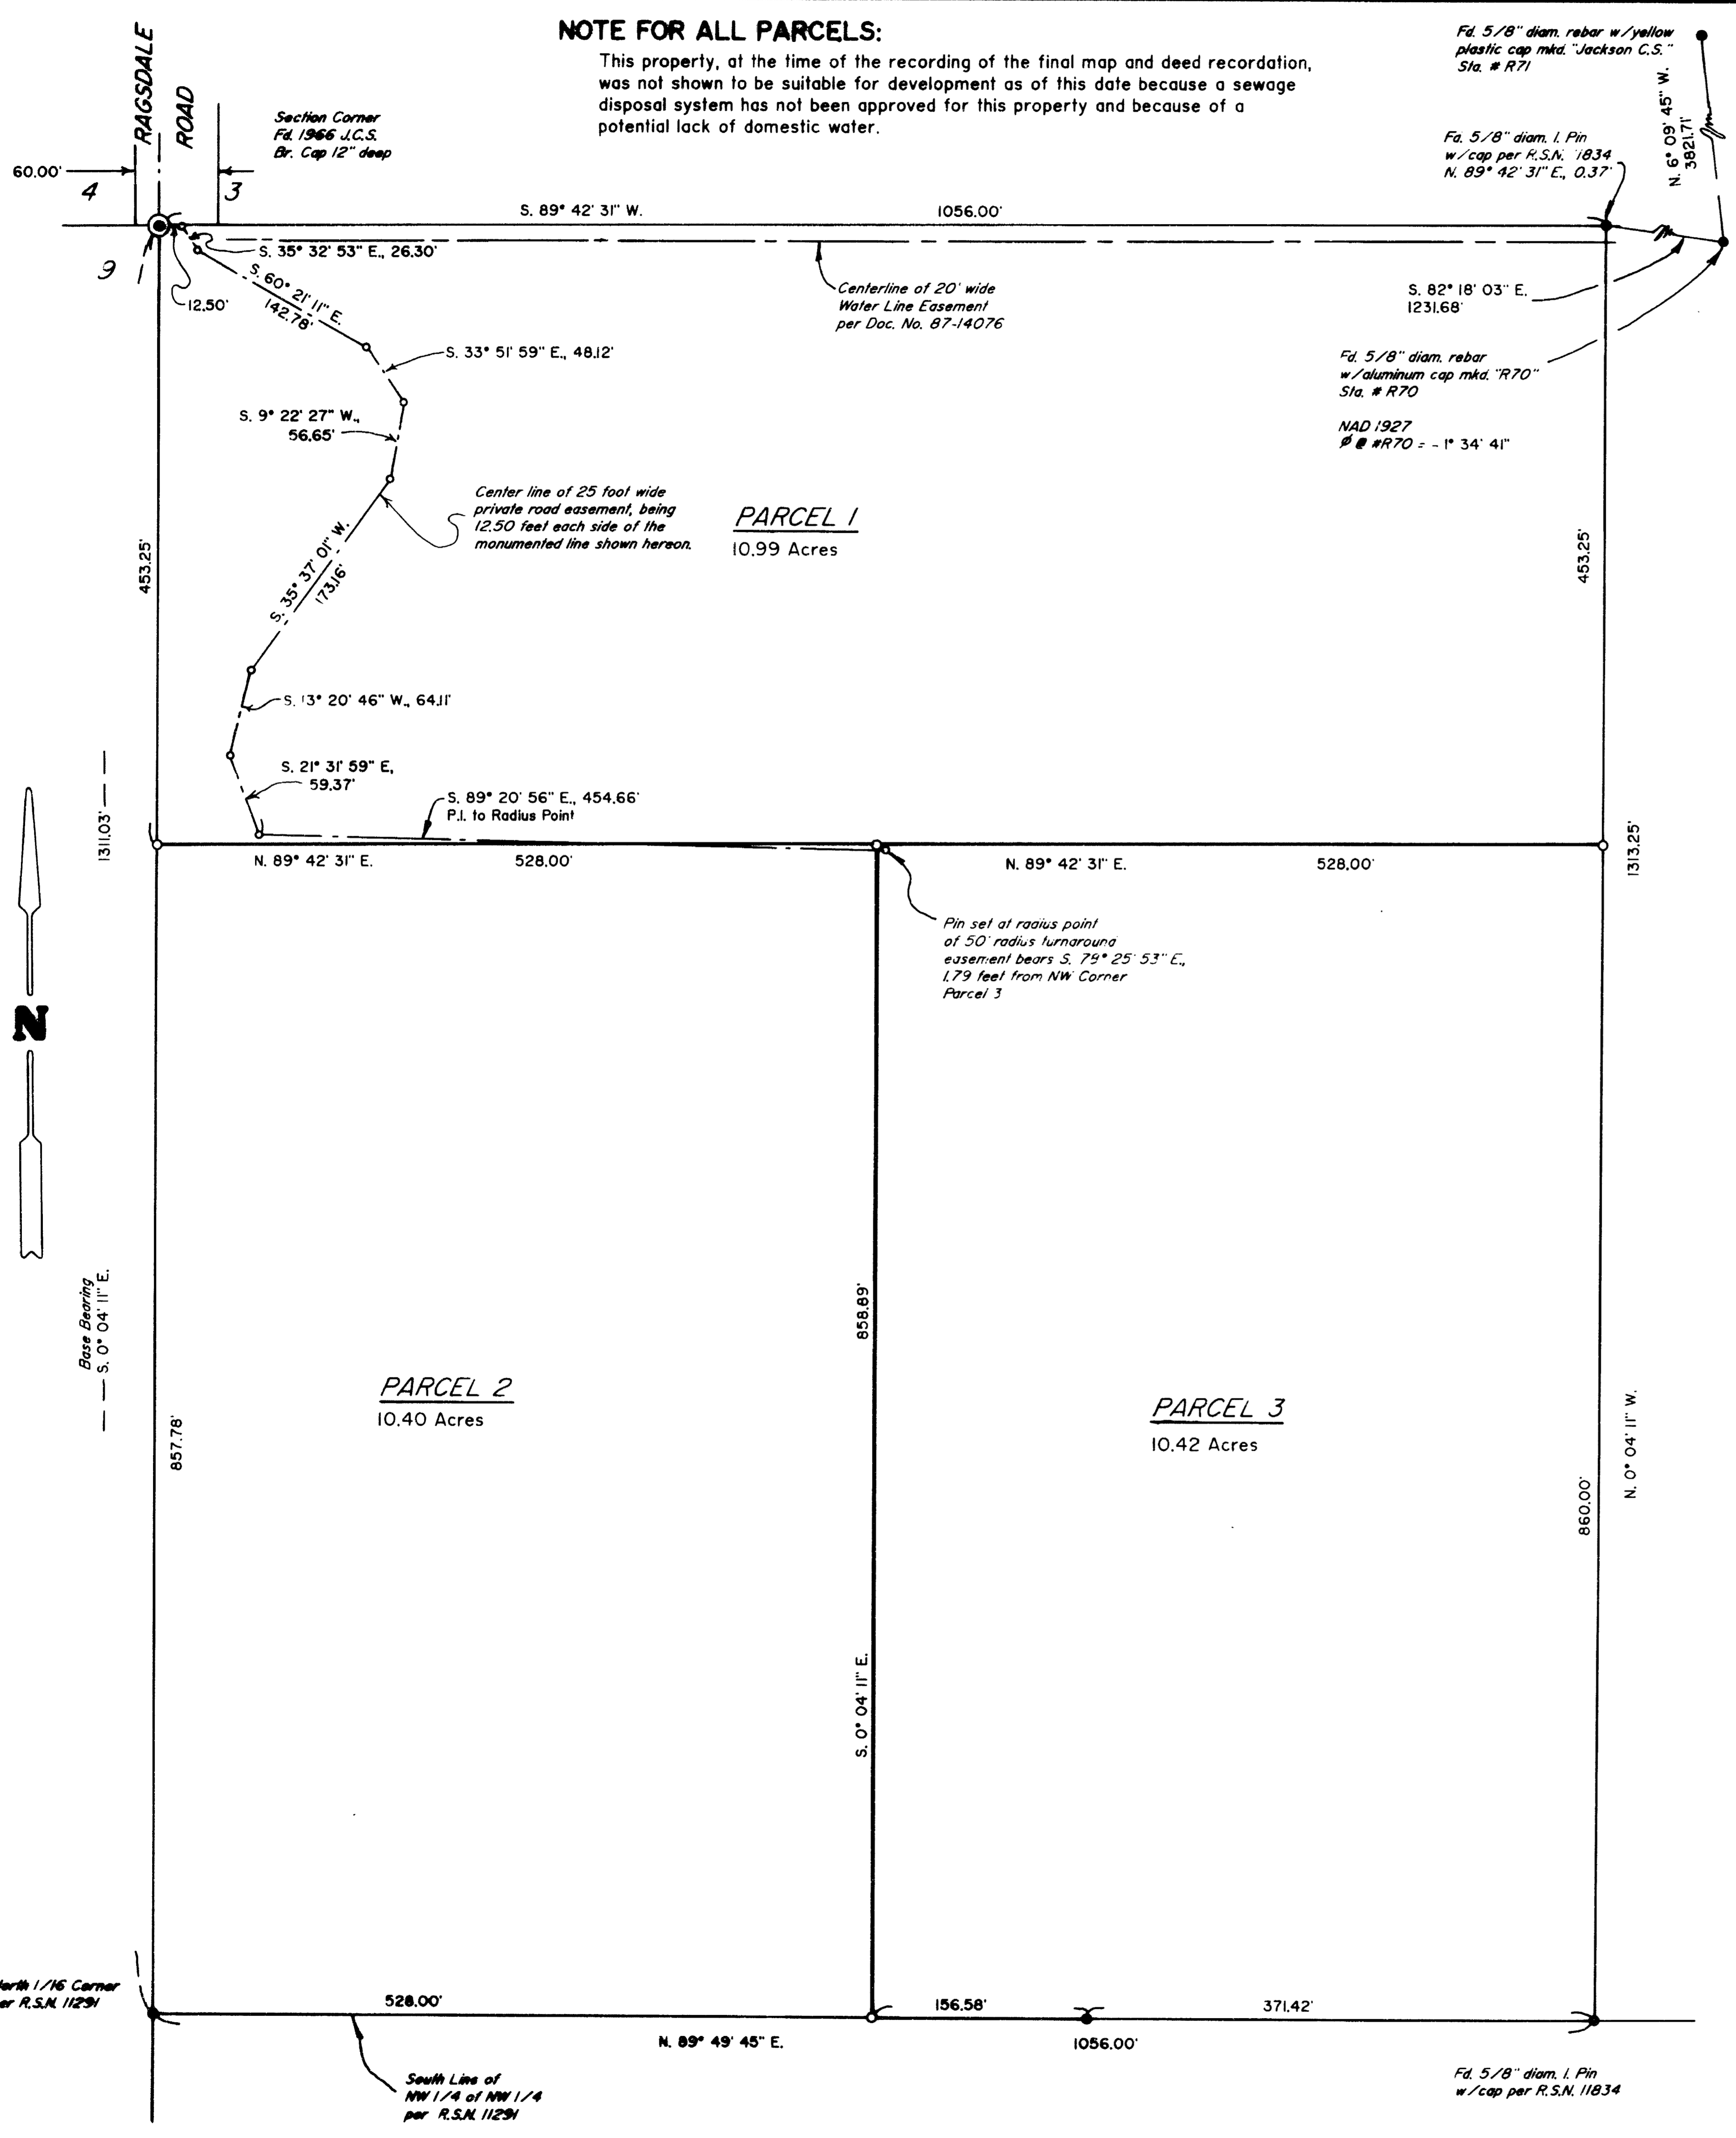 NOTE FOR ALL PARCELS:
This property, at the time of the recording of the final map and deed recordation,
was not shown to be suitable for development as of this date because a sewage
disposal system has not been approved for this property and because of a
potential lack of domestic water.
RAGSDALE
ROAD
60.00'
4
3
9
Section Corner
Fd. 1966 J.C.S.
Br. Cap 12" deep
Fd. 5/8" diam. rebar w/yellow
plastic cap mkd. "Jackson C.S."
Sta. # R71
N. 6° 09' 45" W.
3821.71'
Fd. 5/8" diam. I. Pin
w/cap per R.S.N. 11834
N. 89° 42' 31" E., 0.37'
S. 89° 42' 31" W.
1056.00'
S. 35° 32' 53" E., 26.30'
12.50'
S. 60° 21' 11" E.
142.78'
Centerline of 20' wide
Water Line Easement
per Doc. No. 87-14076
S. 82° 18' 03" E.
1231.68'
S. 33° 51' 59" E., 48.12'
Fd. 5/8" diam. rebar
w/aluminum cap mkd. "R70"
Sta. # R70
NAD 1927
Ø @ #R70 = - 1° 34' 41"
S. 9° 22' 27" W.,
56.65'
Center line of 25 foot wide
private road easement, being
12.50 feet each side of the
monumented line shown hereon.
PARCEL 1
10.99 Acres
453.25'
453.25'
S. 35° 37' 01" W.
173.16'
S. 13° 20' 46" W., 64.11'
S. 21° 31' 59" E,
59.37'
S. 89° 20' 56" E., 454.66'
P.I. to Radius Point
1311.03'
1313.25'
N. 89° 42' 31" E.
528.00'
N. 89° 42' 31" E.
528.00'
Pin set at radius point
of 50' radius turnaround
easement bears S. 79° 25' 53" E.,
1.79 feet from NW Corner
Parcel 3
N
Base Bearing
S. 0° 04' 11" E.
858.89'
PARCEL 2
10.40 Acres
PARCEL 3
10.42 Acres
857.78'
N. 0° 04' 11" W.
860.00'
S. 0° 04' 11" E.
orth 1/16 Corner
er R.S.N. 11291
528.00'
156.58'
371.42'
N. 89° 49' 45" E.
1056.00'
South Line of
NW 1/4 of NW 1/4
per R.S.N. 11291
Fd. 5/8" diam. I. Pin
w/cap per R.S.N. 11834